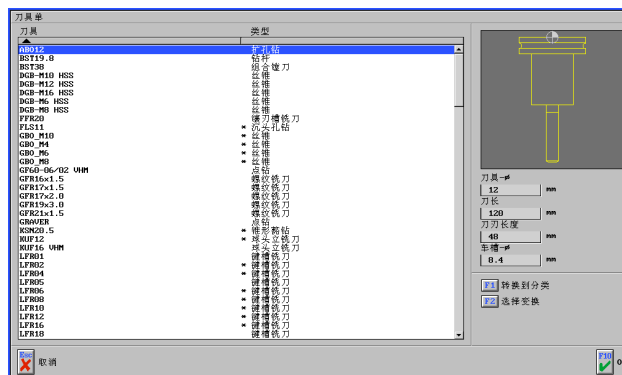 刀具单
刀具 类型
ABO12 扩孔钻
BST19.8 钻杆
BST38 组合镗刀
DGB-M10 HSS 丝锥
DGB-M12 HSS 丝锥
DGB-M16 HSS 丝锥
DGB-M6 HSS 丝锥
DGB-M8 HSS 丝锥
FFR20 镶刃槽铣刀
FLS11 * 沉头孔钻
GBO_M10 * 丝锥
GBO_M4 * 丝锥
GBO_M6 * 丝锥
GBO_M8 * 丝锥
GF60-06/02 VHM 点钻
GFR16x1.5 螺纹铣刀
GFR17x1.5 螺纹铣刀
GFR17x2.0 螺纹铣刀
GFR19x3.0 螺纹铣刀
GFR21x1.5 螺纹铣刀
GRAVER 点钻
KSM20.5 * 锥形锪钻
KUF12 * 球头立铣刀
KUF16 VHM 球头立铣刀
LFR01 键槽铣刀
LFR02 * 键槽铣刀
LFR04 * 键槽铣刀
LFR05 键槽铣刀
LFR06 * 键槽铣刀
LFR08 * 键槽铣刀
LFR10 * 键槽铣刀
LFR12 * 键槽铣刀
LFR16 * 键槽铣刀
LFR18 键槽铣刀
刀具-ø
12 mm
刀长
120 mm
刀刃长度
48 mm
车槽-ø
8.4 mm
F1 转换到分类
F2 选择变换
Esc 取消
F10